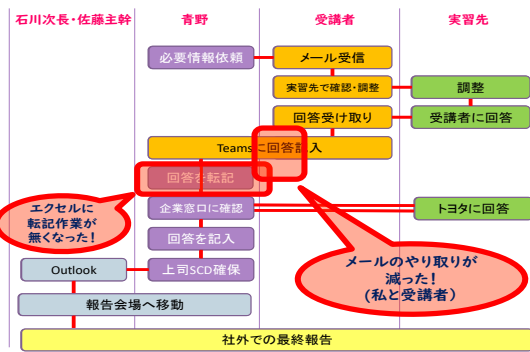 石川次長・佐藤主幹
青野
受講者
実習先
必要情報依頼
メール受信
実習先で確認・調整
調整
回答受け取り
受講者に回答
Teamsに回答記入
回答を転記
エクセルに
転記作業が
無くなった！
企業窓口に確認
トヨタに回答
回答を記入
メールのやり取りが
減った！
(私と受講者)
Outlook
上司SCD確保
報告会場へ移動
社外での最終報告